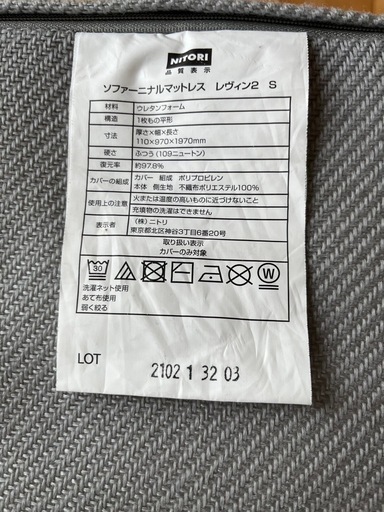 NITORI
品質表示
ソファーニナルマットレス レヴィン2 S
材料 ウレタンフォーム
構造 1枚もの平形
寸法 厚さ×幅×長さ
110×970×1970mm
硬さ ふつう (109ニュートン)
復元率 約97.8%
カバーの組成 カバー 組成 ポリプロピレン
本体 側生地 不織布ポリエステル100%
使用上の注意 火または温度の高いものに近づけないこと
充填物の洗濯はできません
表示者 (株) ニトリ
東京都北区神谷3丁目6番20号
取り扱い表示
カバーのみ対象
30 W
洗濯ネット使用
あて布使用
弱く絞る
LOT 2102 1 32 03